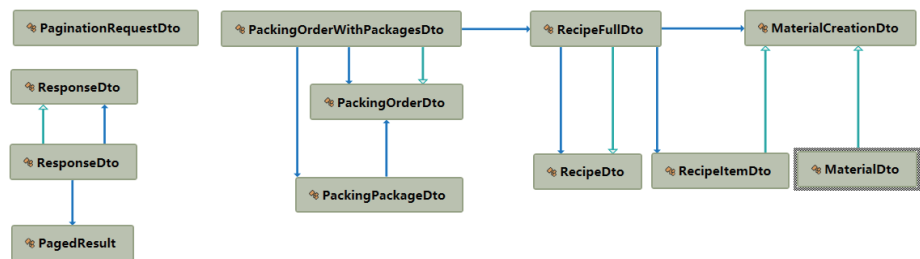 PaginationRequestDto
PackingOrderWithPackagesDto
RecipeFullDto
MaterialCreationDto
ResponseDto
PackingOrderDto
ResponseDto
RecipeDto
RecipeItemDto
MaterialDto
PackingPackageDto
PagedResult